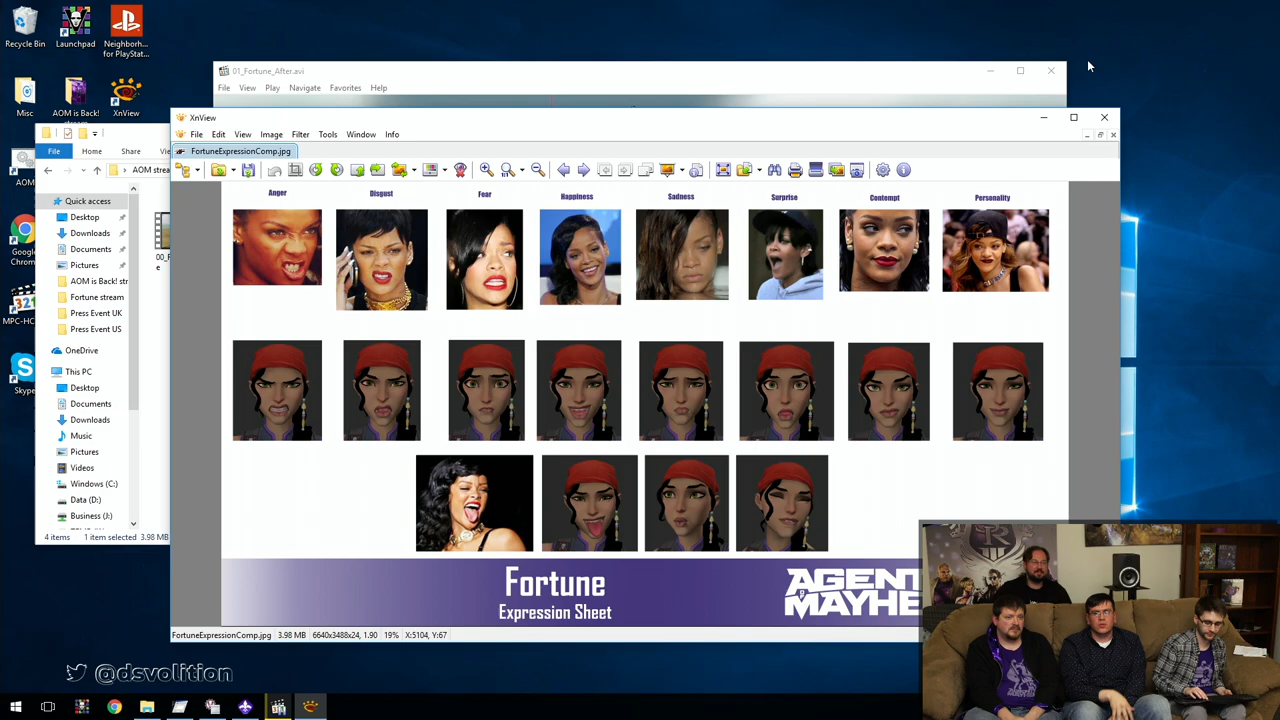 Recycle Bin
Launchpad
Neighborh...
for PlayStat...
Misc
AOM is Back!
stream
XnView
AOM
Google
Chrom
MPC-HC
Skype
01_Fortune_After.avi
File View Play Navigate Favorites Help
XnView
File Edit View Image Filter Tools Window Info
FortuneExpressionComp.jpg
File Home Share
AOM strea
Quick access
Desktop
Downloads
Documents
Pictures
AOM is Back! str
Fortune stream
Press Event UK
Press Event US
OneDrive
This PC
Desktop
Documents
Downloads
Music
Pictures
Videos
Windows (C:)
Data (D:)
Business (J:)
4 items 1 item selected 3.98 MB
00_F
e
Anger Disgust Fear Happiness Sadness Surprise Contempt Personality
Fortune
Expression Sheet
AGENT
MAYHE
FortuneExpressionComp.jpg 3.98 MB 6640x3488x24, 1.90 19% X:5104, Y:67
@dsvolition